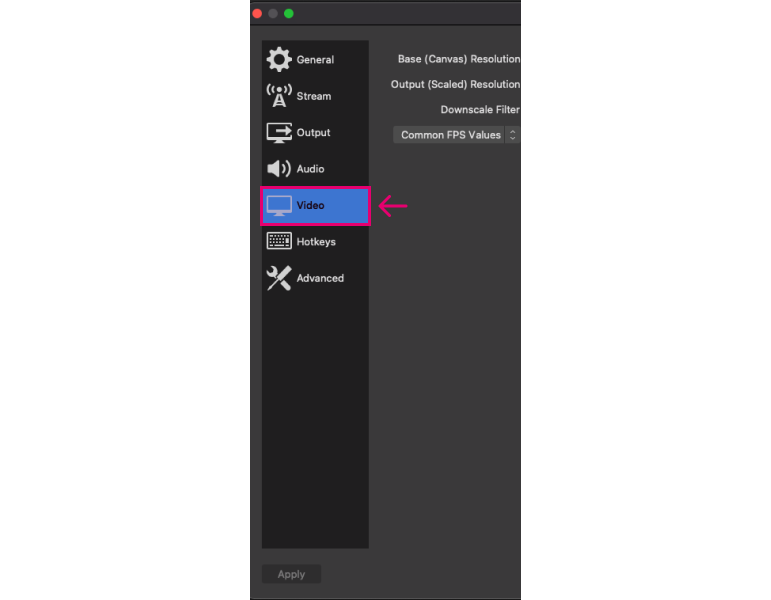 General
Stream
Output
Audio
Video
Hotkeys
Advanced
Base (Canvas) Resolution
Output (Scaled) Resolution
Downscale Filter
Common FPS Values
Apply